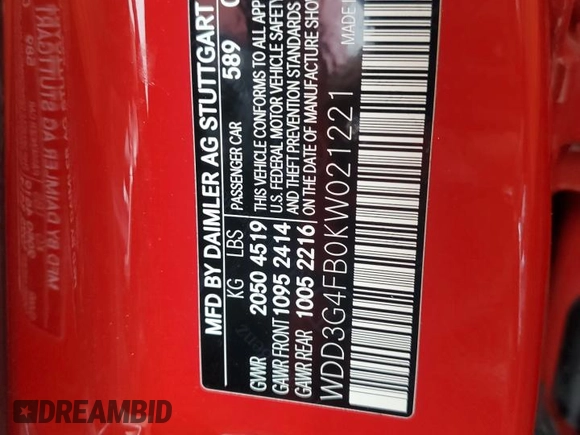 MFD BY DAIMLER AG STUTTGART
KG LBS PASSENGER CAR 589
GVWR 2050 4519 THIS VEHICLE CONFORMS TO ALL APP
GAWR FRONT 1095 2414 U.S. FEDERAL MOTOR VEHICLE SAFETY
GAWR REAR 1005 2216 AND THEFT PREVENTION STANDARDS
ON THE DATE OF MANUFACTURE SHOWN
WDD3G4FB0KW021221
MADE I
DREAMBID